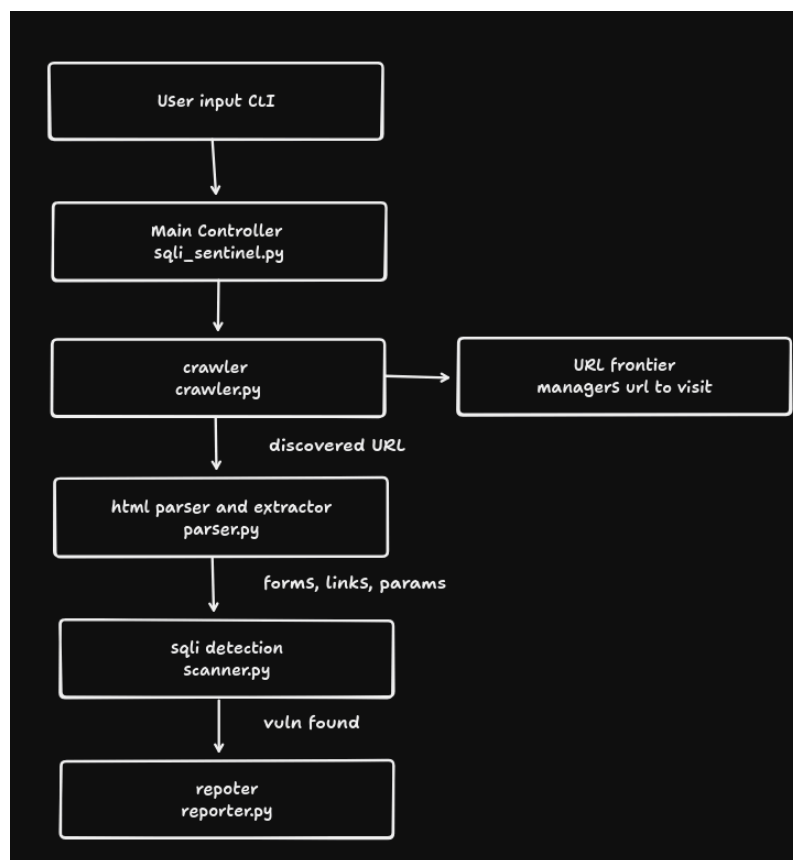 User input CLI
Main Controller
sqli_sentinel.py
crawler
crawler.py
URL frontier
managers url to visit
discovered URL
html parser and extractor
parser.py
forms, links, params
sqli detection
scanner.py
vuln found
repoter
reporter.py